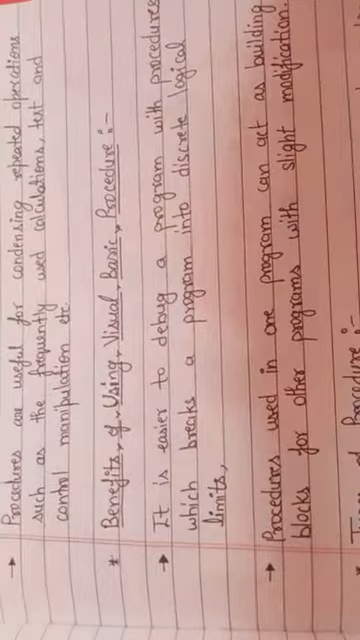 → Procedures are useful for condensing repeated operations
such as the frequently used calculations, text and
control manipulation etc.
* Benefits of Using Visual Basic Procedure :-
→ It is easier to debug a program with procedures
which breaks a program into discrete logical
limits,
→ Procedures used in one program can act as building
blocks for other programs with slight modification.
* of Procedure :-